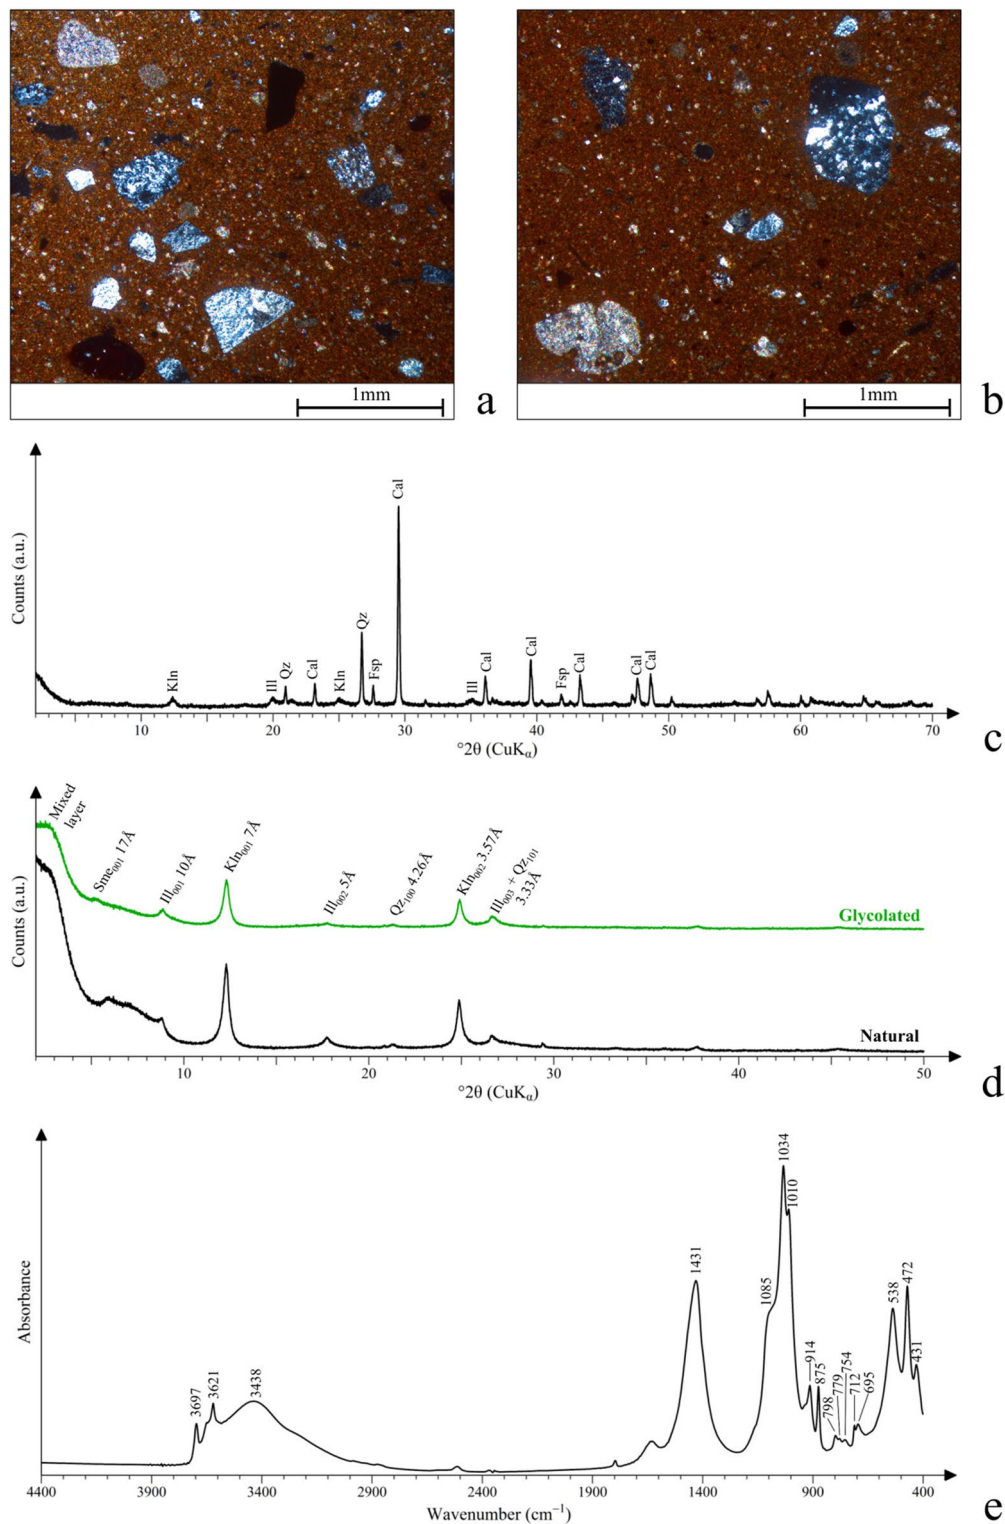 1mm
a
1mm
b
Counts (a.u.)
Kln
Ill
Qz
Cal
Kln
Qz
Fsp
Cal
Ill
Cal
Cal
Fsp
Cal
Cal
Cal
10
20
30
40
50
60
70
°2θ (CuKα)
c
Counts (a.u.)
Mixed
layer
Sme001 17Å
Ill001 10Å
Kln001 7Å
Ill002 5Å
Qz100 4.26Å
Kln002 3.57Å
Ill003 + Qz101
3.33Å
Glycolated
Natural
10
20
30
40
50
°2θ (CuKα)
d
Absorbance
3697
3621
3438
1431
1085
1034
1010
914
875
798
779
754
712
695
538
472
431
4400
3900
3400
2900
2400
1900
1400
900
400
Wavenumber (cm−1)
e